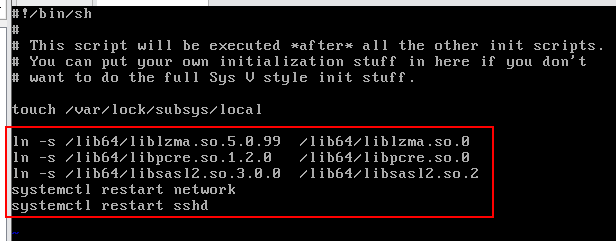 #!/bin/sh
#
# This script will be executed *after* all the other init scripts.
# You can put your own initialization stuff in here if you don't
# want to do the full Sys V style init stuff.
touch /var/lock/subsys/local
ln -s /lib64/liblzma.so.5.0.99  /lib64/liblzma.so.0
ln -s /lib64/libpcre.so.1.2.0   /lib64/libpcre.so.0
ln -s /lib64/libsasl2.so.3.0.0  /lib64/libsasl2.so.2
systemctl restart network
systemctl restart sshd
~